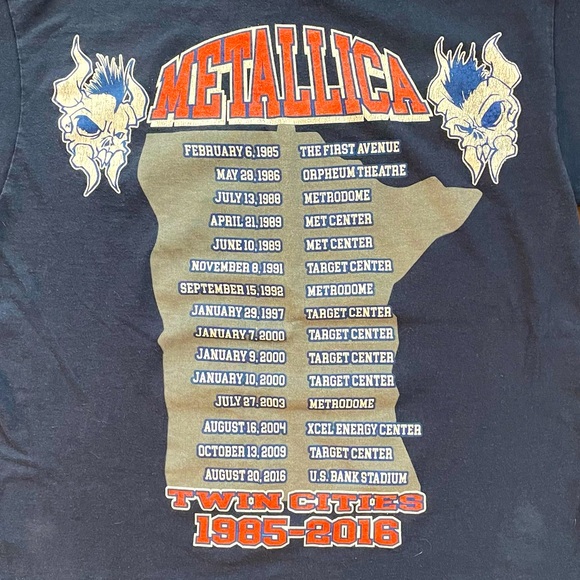 METALLICA
FEBRUARY 6, 1985 THE FIRST AVENUE
MAY 28, 1986 ORPHEUM THEATRE
JULY 13, 1988 METRODOME
APRIL 21, 1989 MET CENTER
JUNE 10, 1989 MET CENTER
NOVEMBER 8, 1991 TARGET CENTER
SEPTEMBER 15, 1992 METRODOME
JANUARY 29, 1997 TARGET CENTER
JANUARY 7, 2000 TARGET CENTER
JANUARY 9, 2000 TARGET CENTER
JANUARY 10, 2000 TARGET CENTER
JULY 27, 2003 METRODOME
AUGUST 16, 2004 XCEL ENERGY CENTER
OCTOBER 13, 2009 TARGET CENTER
AUGUST 20, 2016 U.S. BANK STADIUM
TWIN CITIES
1985-2016